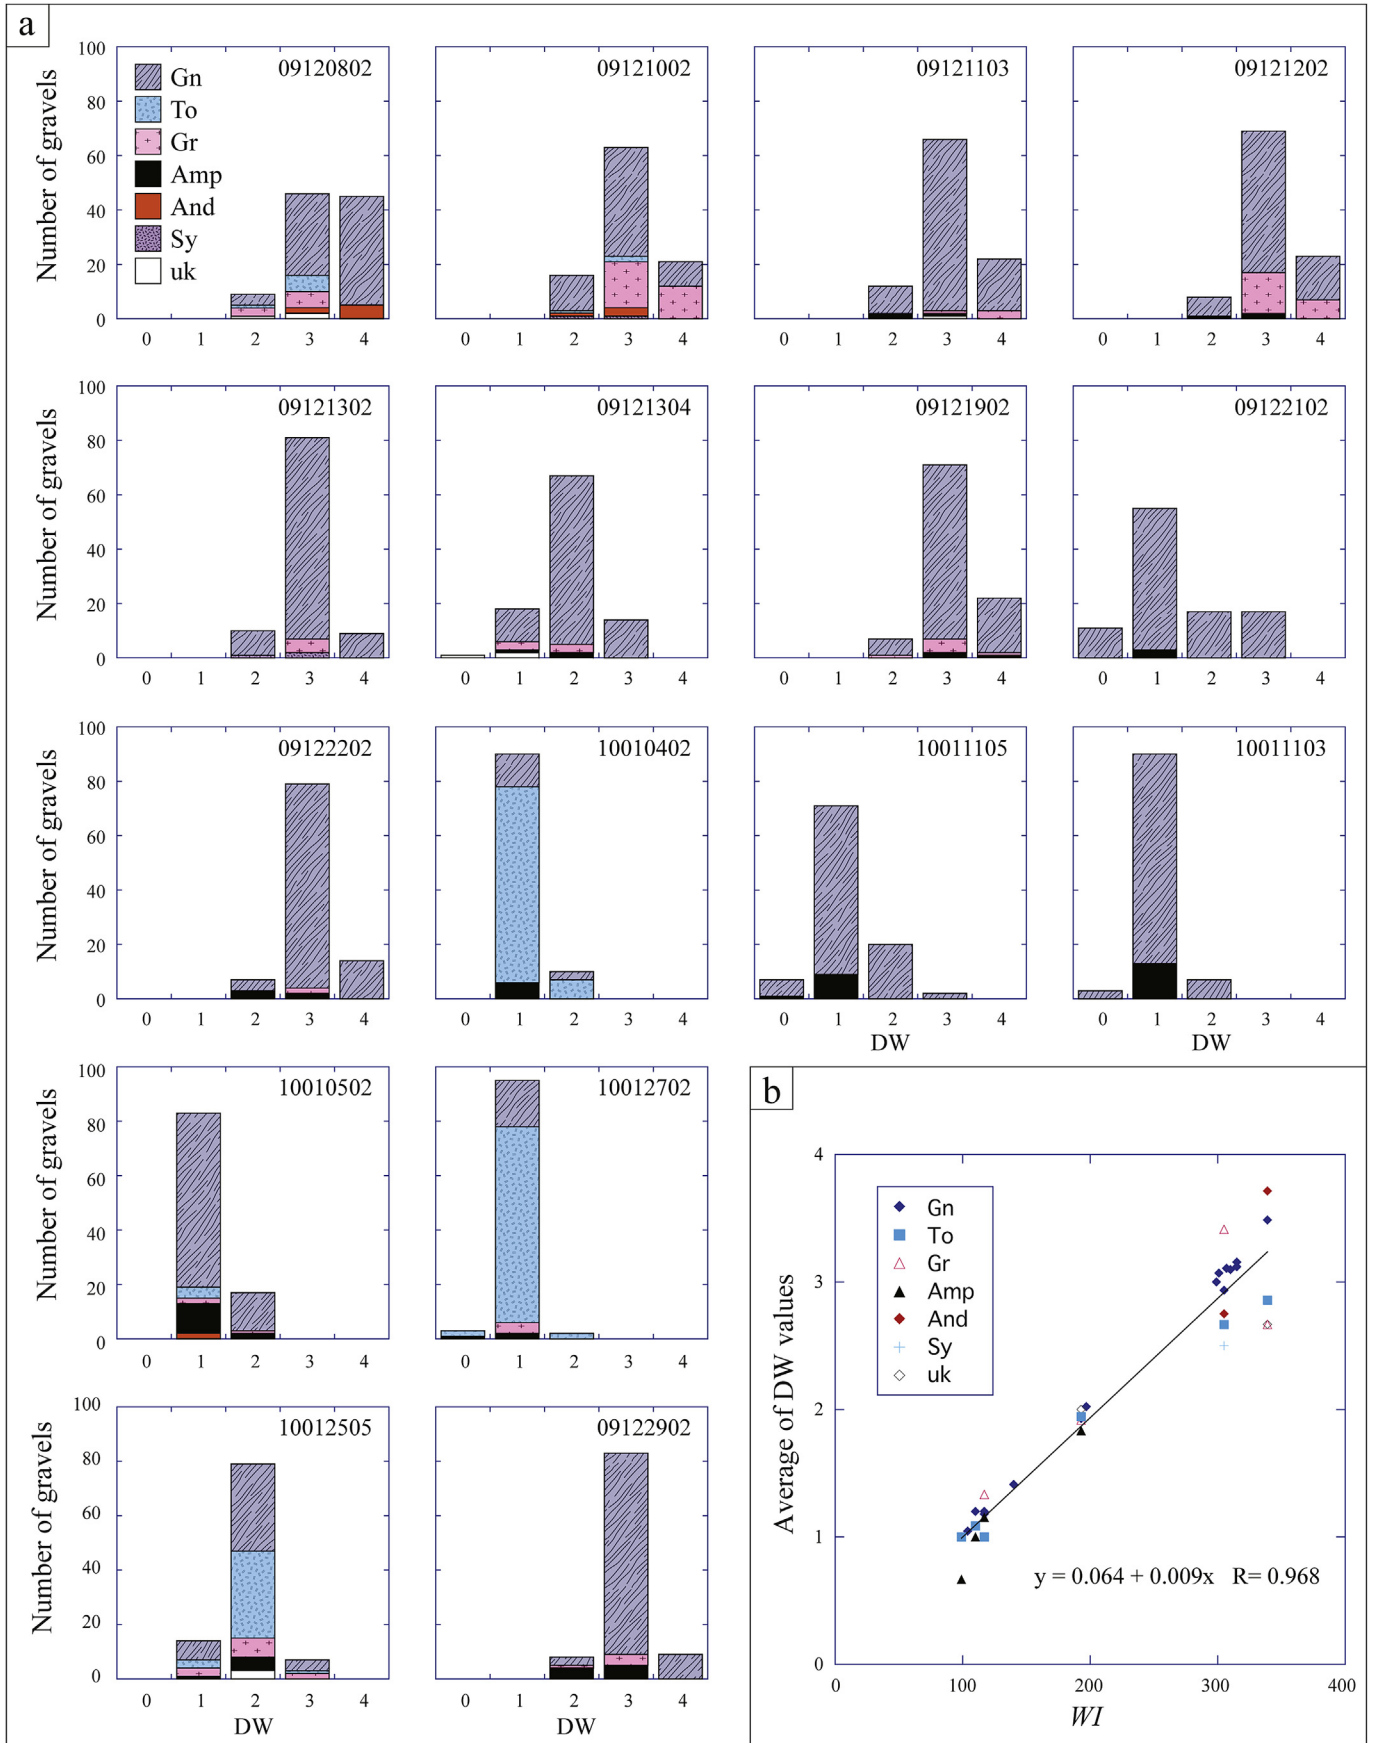 a
09120802
09121002
09121103
09121202
Number of gravels
100
80
60
40
20
0
Gn
To
Gr
Amp
And
Sy
uk
0 1 2 3 4
0 1 2 3 4
0 1 2 3 4
0 1 2 3 4
09121302
09121304
09121902
09122102
Number of gravels
100
80
60
40
20
0
0 1 2 3 4
0 1 2 3 4
0 1 2 3 4
0 1 2 3 4
09122202
10010402
10011105
10011103
Number of gravels
100
80
60
40
20
0
0 1 2 3 4
0 1 2 3 4
0 1 2 3 4
0 1 2 3 4
DW
DW
10010502
10012702
Number of gravels
100
80
60
40
20
0
0 1 2 3 4
0 1 2 3 4
10012505
09122902
Number of gravels
100
80
60
40
20
0
0 1 2 3 4
0 1 2 3 4
DW
DW
b
Average of DW values
4
3
2
1
0
Gn
To
Gr
Amp
And
Sy
uk
y = 0.064 + 0.009x R= 0.968
0 100 200 300 400
WI